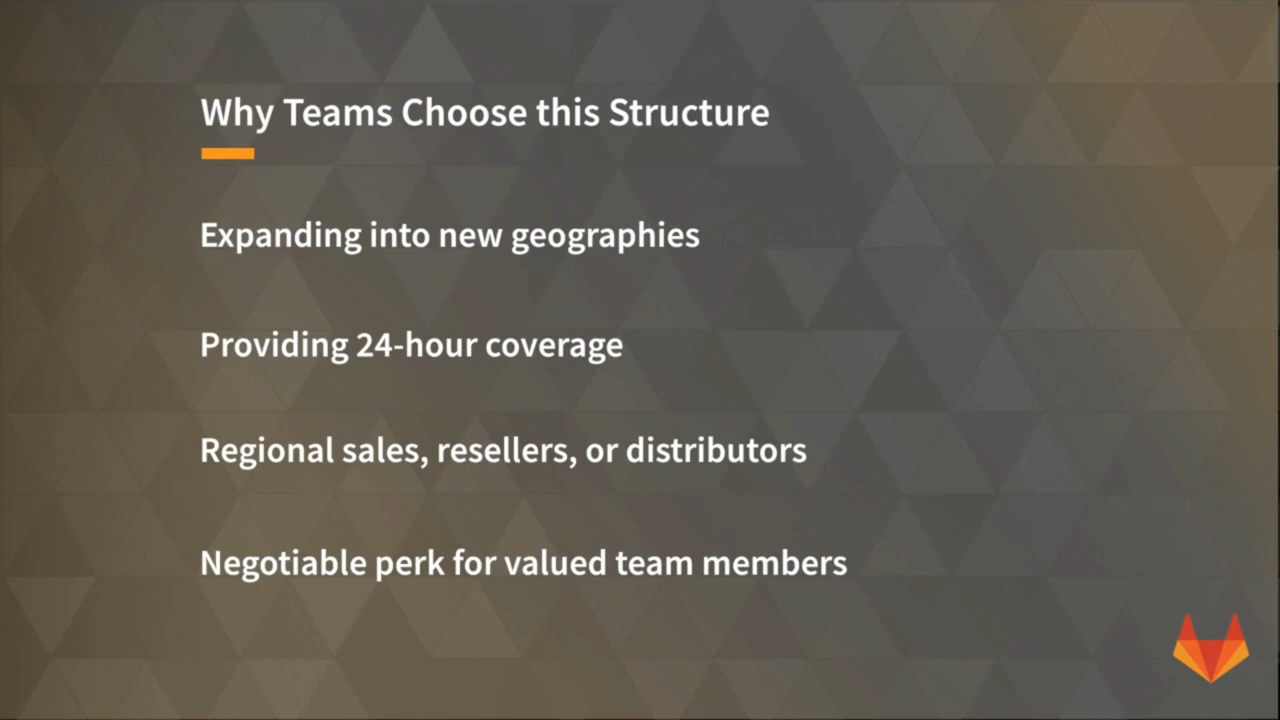 Why Teams Choose this Structure
Expanding into new geographies
Providing 24-hour coverage
Regional sales, resellers, or distributors
Negotiable perk for valued team members